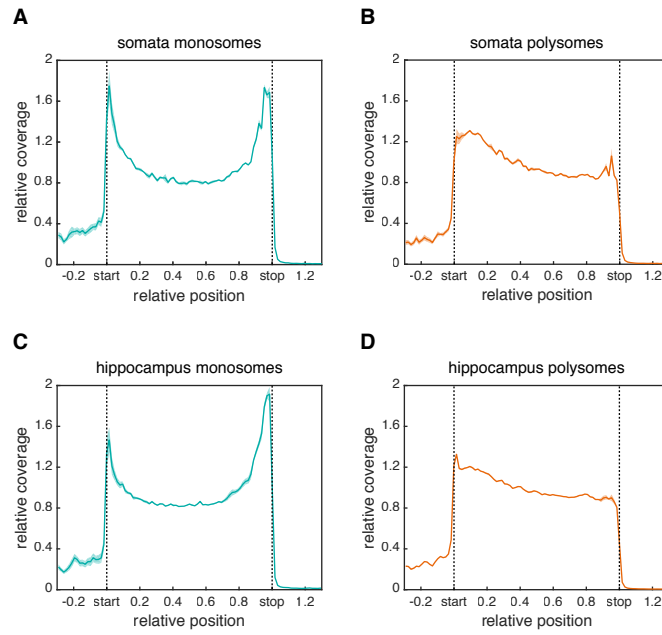 A
somata monosomes
relative coverage
2
1.6
1.2
0.8
0.4
0
-0.2 start 0.2 0.4 0.6 0.8 stop 1.2
relative position
B
somata polysomes
relative coverage
2
1.6
1.2
0.8
0.4
0
-0.2 start 0.2 0.4 0.6 0.8 stop 1.2
relative position
C
hippocampus monosomes
relative coverage
2
1.6
1.2
0.8
0.4
0
-0.2 start 0.2 0.4 0.6 0.8 stop 1.2
relative position
D
hippocampus polysomes
relative coverage
2
1.6
1.2
0.8
0.4
0
-0.2 start 0.2 0.4 0.6 0.8 stop 1.2
relative position